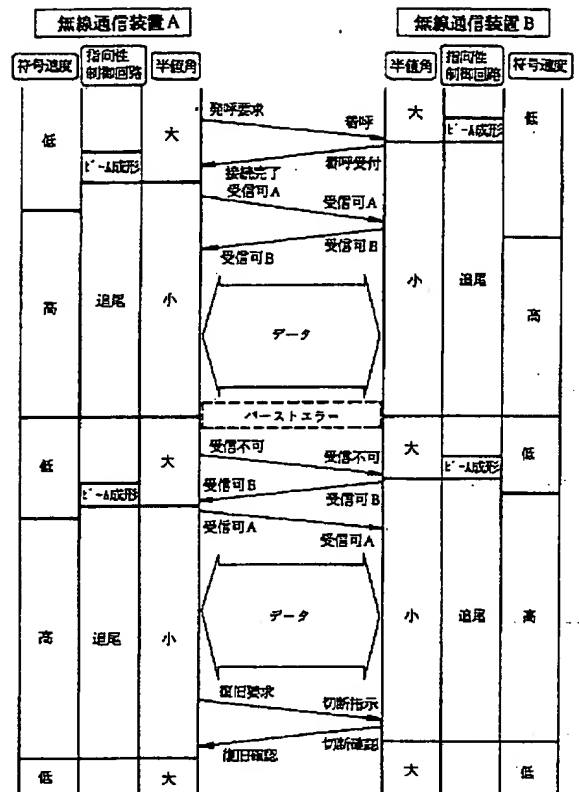 無線通信装置A
無線通信装置B
符号速度
指向性
制御回路
半値角
半値角
指向性
制御回路
符号速度
発呼要求
着呼
大
低
ビーム成形
低
大
ビーム成形
着呼受付
接続完了
受信可A
受信可A
受信可B
受信可B
高
追尾
小
データ
小
追尾
高
バーストエラー
受信不可
受信不可
大
低
ビーム成形
低
大
ビーム成形
受信可B
受信可B
受信可A
受信可A
高
追尾
小
データ
小
追尾
高
復旧要求
切断指示
切断確認
復旧確認
低
大
大
低